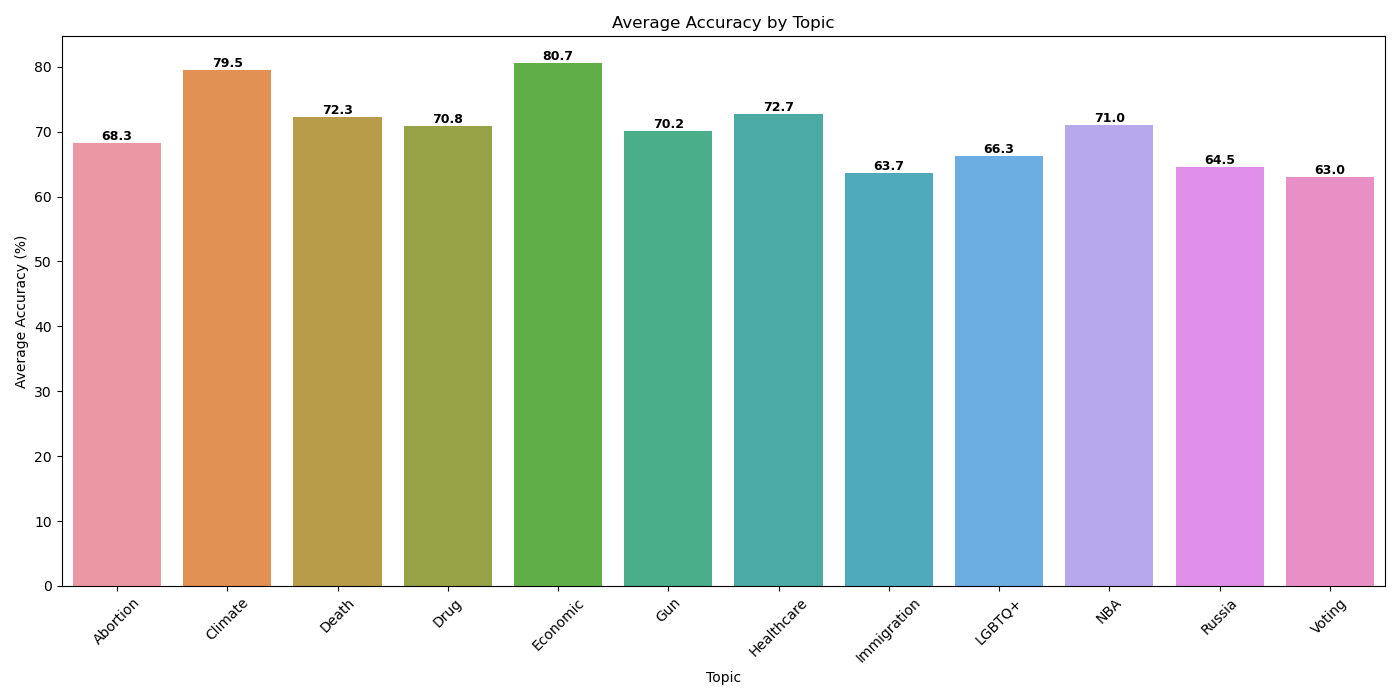 Average Accuracy by Topic
Average Accuracy (%)
80
70
60
50
40
30
20
10
0
68.3
79.5
72.3
70.8
80.7
70.2
72.7
63.7
66.3
71.0
64.5
63.0
Abortion
Climate
Death
Drug
Economic
Gun
Healthcare
Immigration
LGBTQ+
NBA
Russia
Voting
Topic